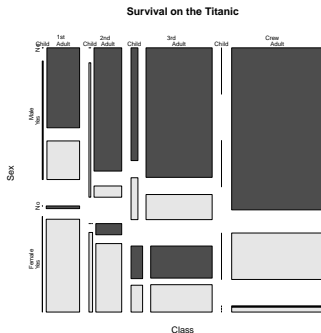 Survival on the Titanic
1st 2nd 3rd Crew
Child Adult Child Adult Child Adult Child Adult
No
Male
Yes
Sex
No
Female
Yes
Class